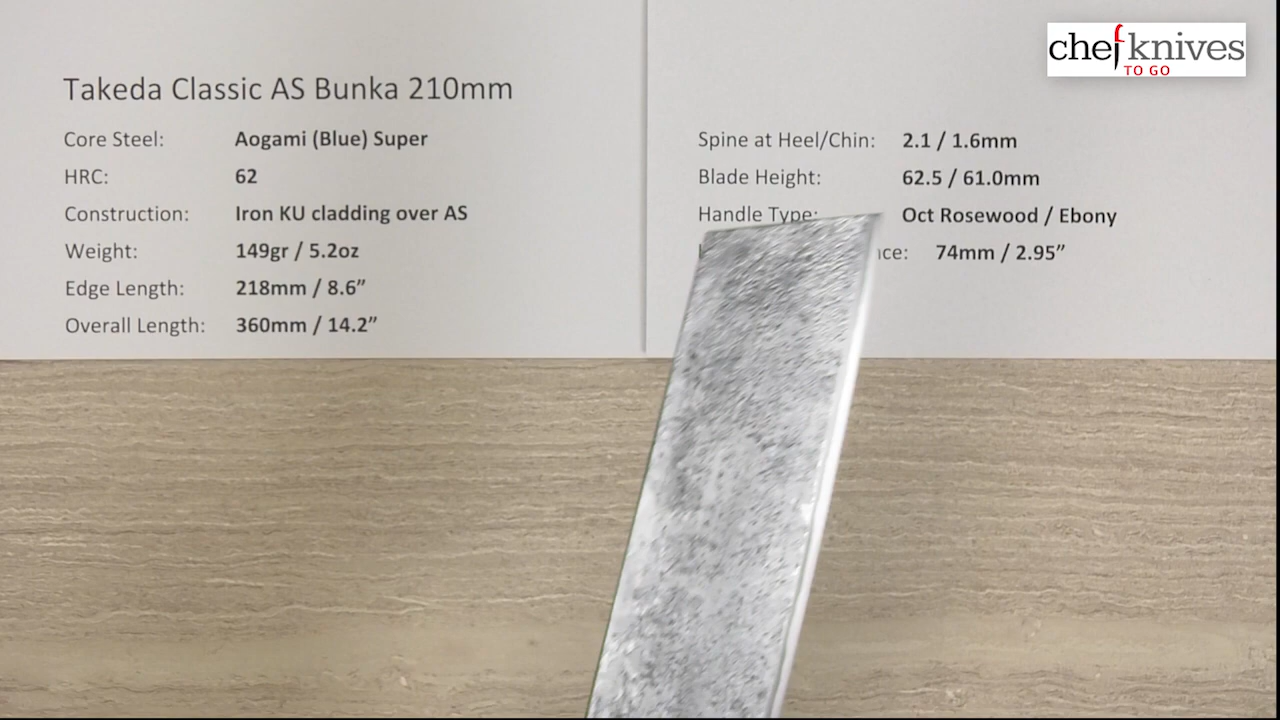 chefknives
TO GO
Takeda Classic AS Bunka 210mm
Core Steel: Aogami (Blue) Super
HRC: 62
Construction: Iron KU cladding over AS
Weight: 149gr / 5.2oz
Edge Length: 218mm / 8.6”
Overall Length: 360mm / 14.2”
Spine at Heel/Chin: 2.1 / 1.6mm
Blade Height: 62.5 / 61.0mm
Handle Type: Oct Rosewood / Ebony
74mm / 2.95”